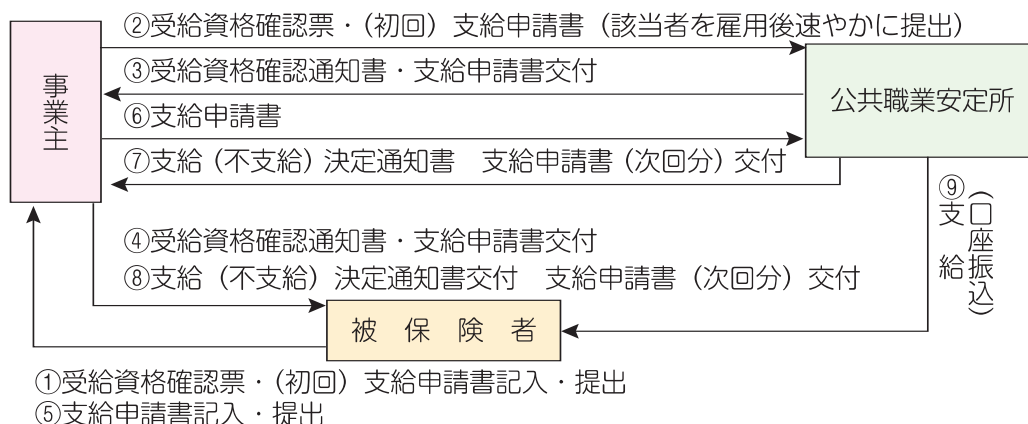 ②受給資格確認票・(初回) 支給申請書 (該当者を雇用後速やかに提出)
③受給資格確認通知書・支給申請書交付
事業主
公共職業安定所
⑥支給申請書
⑦支給 (不支給) 決定通知書　支給申請書 (次回分) 交付
⑨支　給
(口座振込)
④受給資格確認通知書・支給申請書交付
⑧支給 (不支給) 決定通知書交付　支給申請書 (次回分) 交付
被　保　険　者
①受給資格確認票・(初回) 支給申請書記入・提出
⑤支給申請書記入・提出